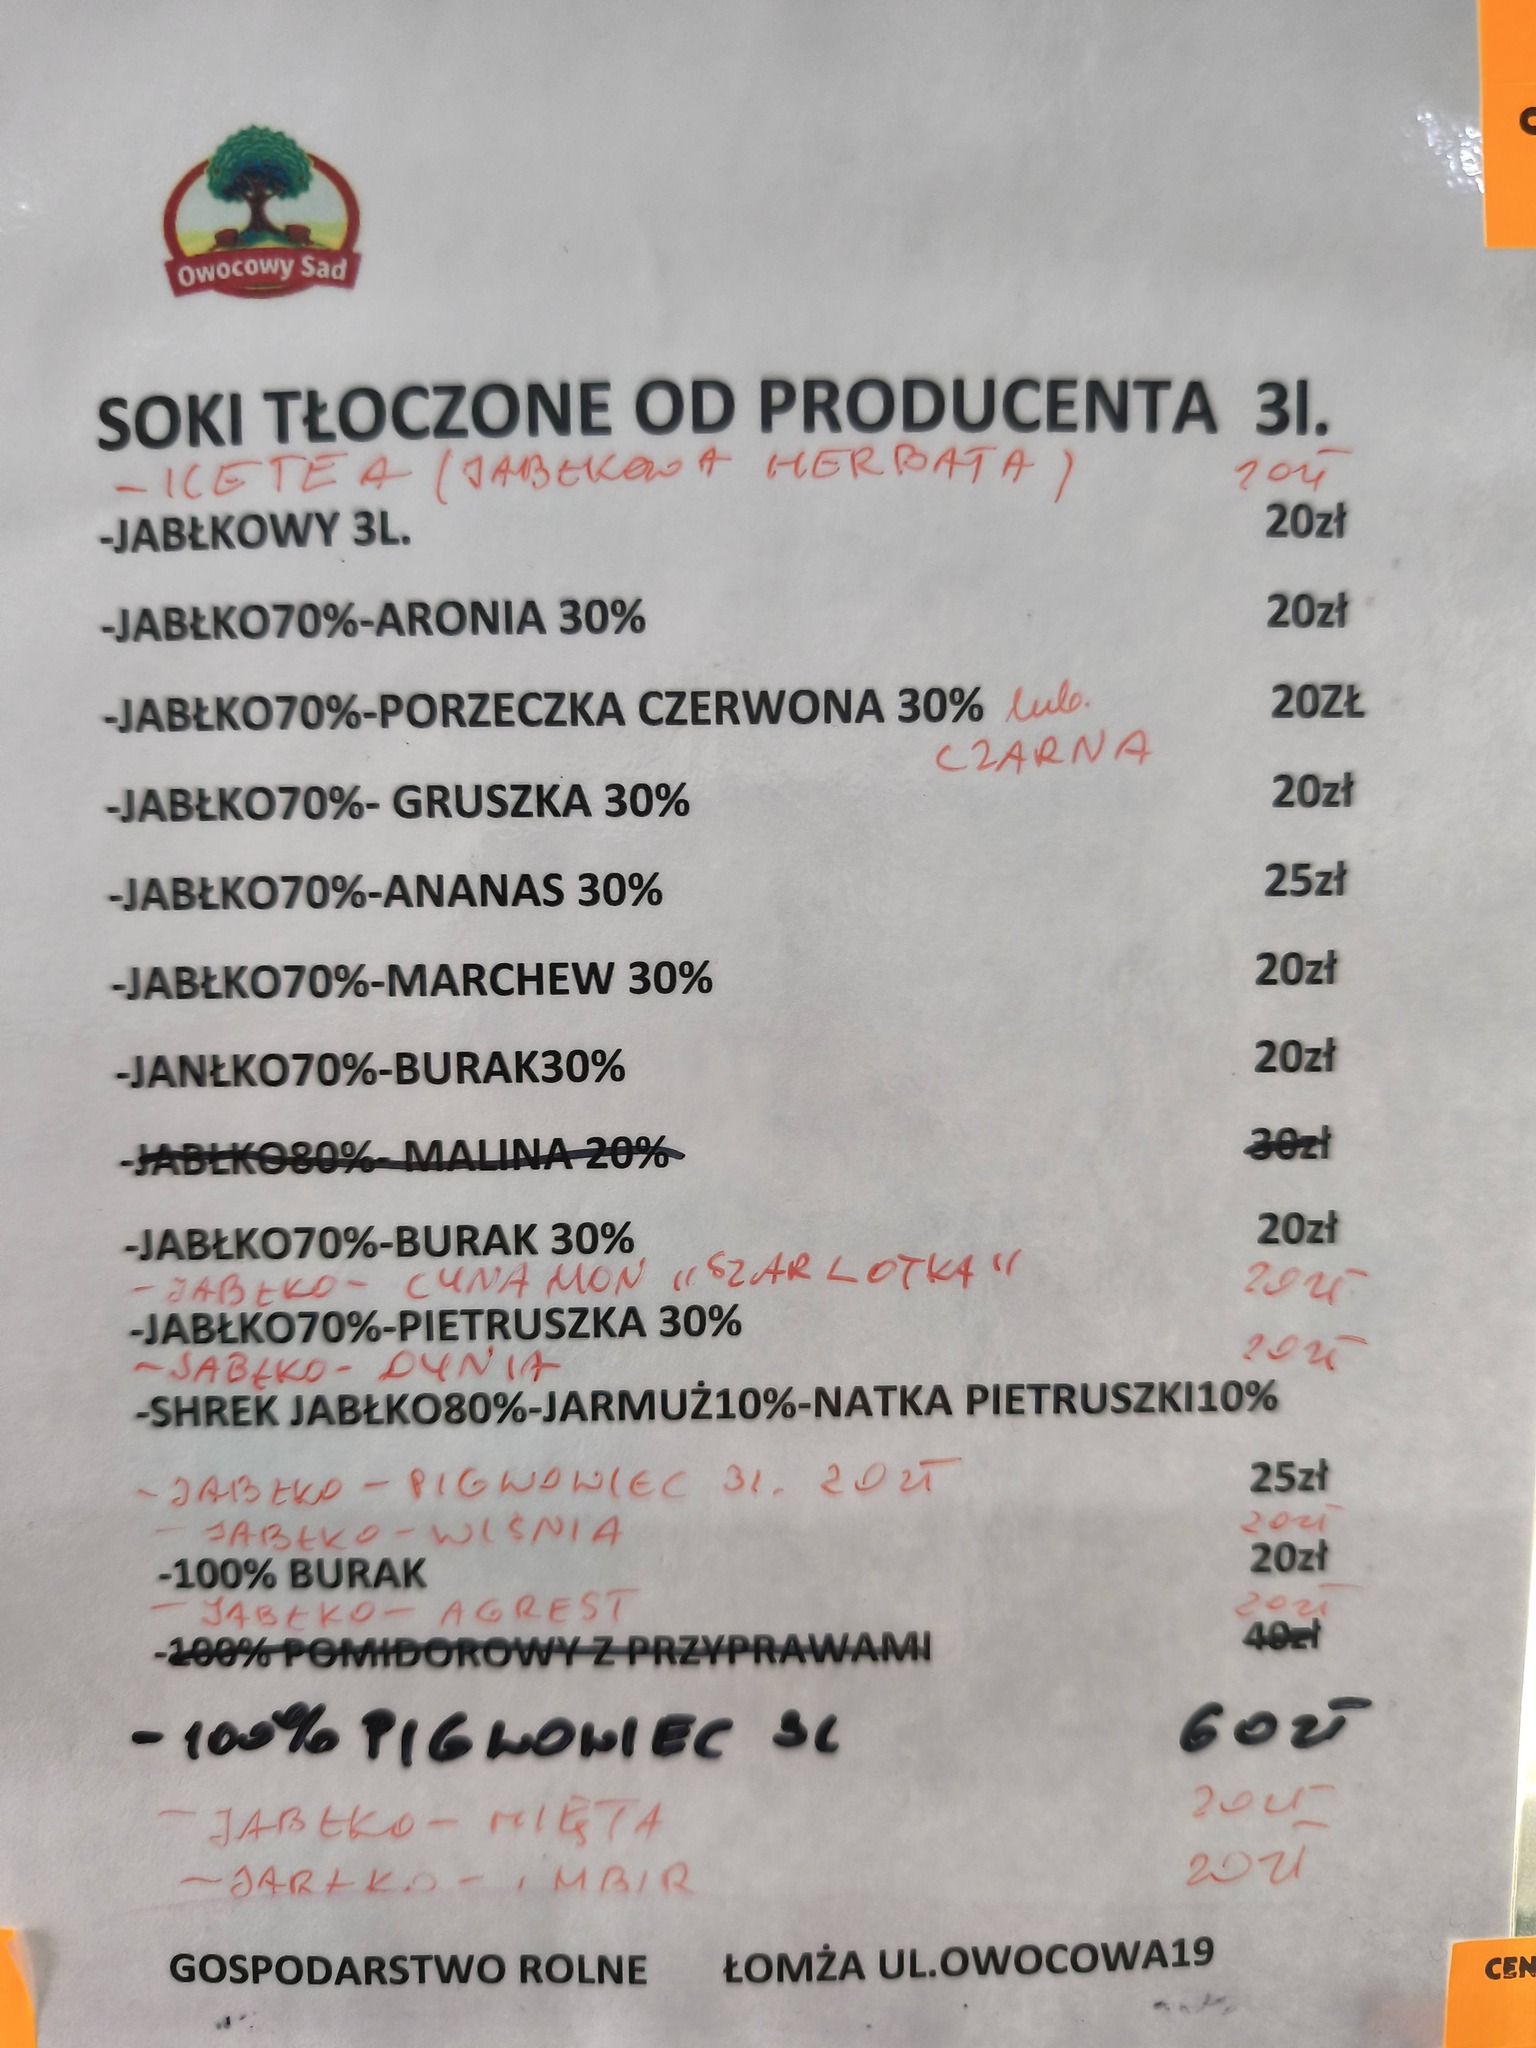 Owocowy Sad
SOKI TŁOCZONE OD PRODUCENTA 3l.
- ICETEA (JABŁKOWA HERBATA) 20zł
-JABŁKOWY 3L. 20zł
-JABŁKO70%-ARONIA 30% 20zł
-JABŁKO70%-PORZECZKA CZERWONA 30% lub. 20ZŁ
CZARNA
-JABŁKO70%- GRUSZKA 30% 20zł
-JABŁKO70%-ANANAS 30% 25zł
-JABŁKO70%-MARCHEW 30% 20zł
-JANŁKO70%-BURAK30% 20zł
-JABŁKO80%- MALINA 20% 30zł
-JABŁKO70%-BURAK 30% 20zł
- JABŁKO - CYNAMON "SZARLOTKA" 20zł
-JABŁKO70%-PIETRUSZKA 30%
- JABŁKO - DYNIA 20zł
-SHREK JABŁKO80%-JARMUŻ10%-NATKA PIETRUSZKI10%
- JABŁKO - PIGWOWIEC 3l. 20zł 25zł
- JABŁKO - WIŚNIA 20zł
-100% BURAK 20zł
- JABŁKO - AGREST 20zł
-100% POMIDOROWY Z PRZYPRAWAMI 40zł
- 100% PIGWOWIEC 3L 60zł
- JABŁKO - MIĘTA 20zł
- JABŁKO - IMBIR 20zł
GOSPODARSTWO ROLNE ŁOMŻA UL.OWOCOWA19
CEN